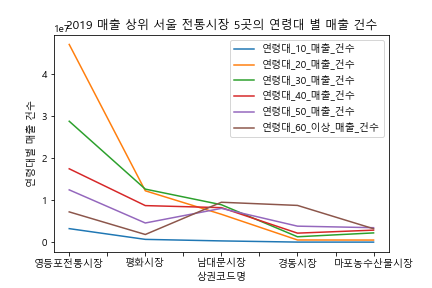 2019 매출 상위 서울 전통시장 5곳의 연령대 별 매출 건수
1e7
연령대_10_매출_건수
연령대_20_매출_건수
연령대_30_매출_건수
연령대_40_매출_건수
연령대_50_매출_건수
연령대_60_이상_매출_건수
4
3
2
1
0
연령대별 매출 건수
영등포전통시장 평화시장 남대문시장 경동시장 마포농수산물시장
상권코드명